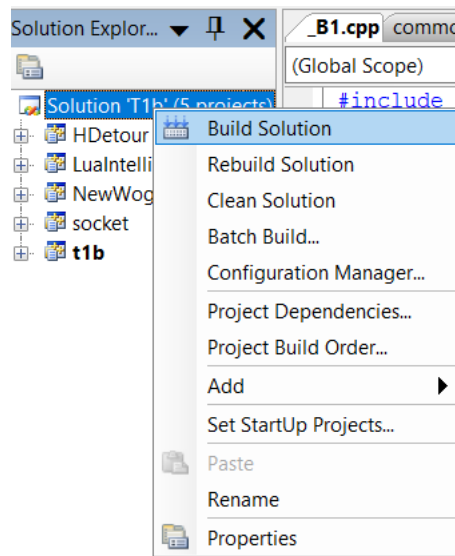 Solution Explor...
_B1.cpp
commo
(Global Scope)
#include
Solution 'T1b' (5 projects)
HDetour
LuaIntelli
NewWog
socket
t1b
Build Solution
Rebuild Solution
Clean Solution
Batch Build...
Configuration Manager...
Project Dependencies...
Project Build Order...
Add
Set StartUp Projects...
Paste
Rename
Properties